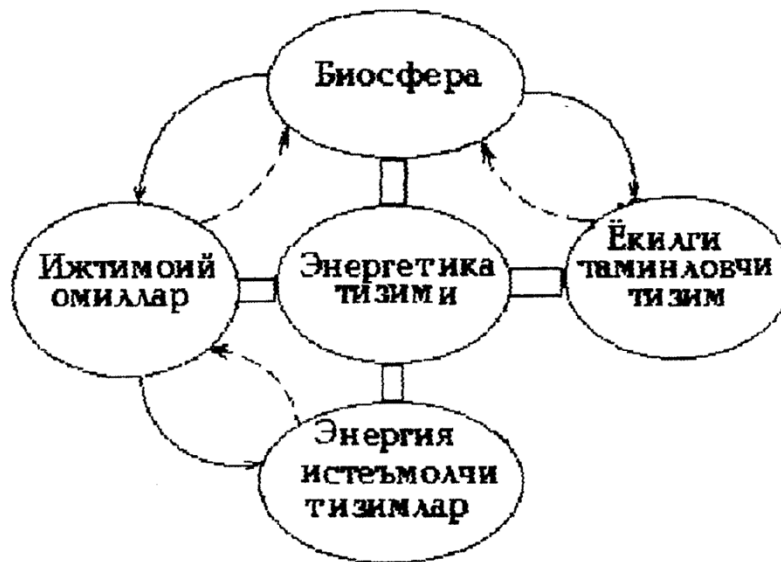 Биосфера
Ижтимоий
омиллар
Энергетика
тизими
Ёкилги
таминловчи
тизим
Энергия
истеъмолчи
тизимлар